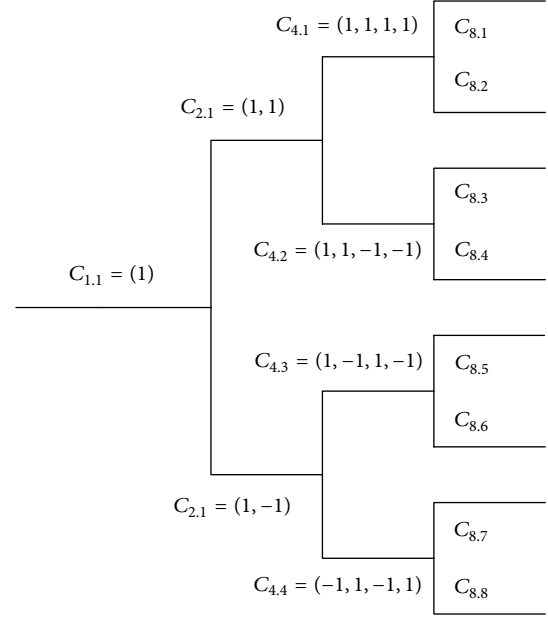 C4.1 = (1, 1, 1, 1)
C8.1
C8.2
C2.1 = (1, 1)
C8.3
C4.2 = (1, 1, −1, −1)
C8.4
C1.1 = (1)
C4.3 = (1, −1, 1, −1)
C8.5
C8.6
C2.1 = (1, −1)
C8.7
C4.4 = (−1, 1, −1, 1)
C8.8